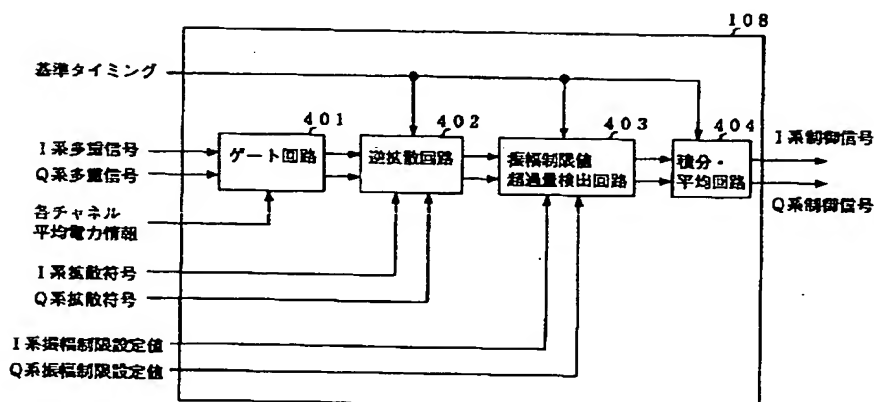 108
基準タイミング
401
402
403
404
I系多重信号
Q系多重信号
ゲート回路
逆拡散回路
振幅制限値
超過量検出回路
積分・
平均回路
I系制御信号
Q系制御信号
各チャネル
平均電力情報
I系拡散符号
Q系拡散符号
I系振幅制限設定値
Q系振幅制限設定値